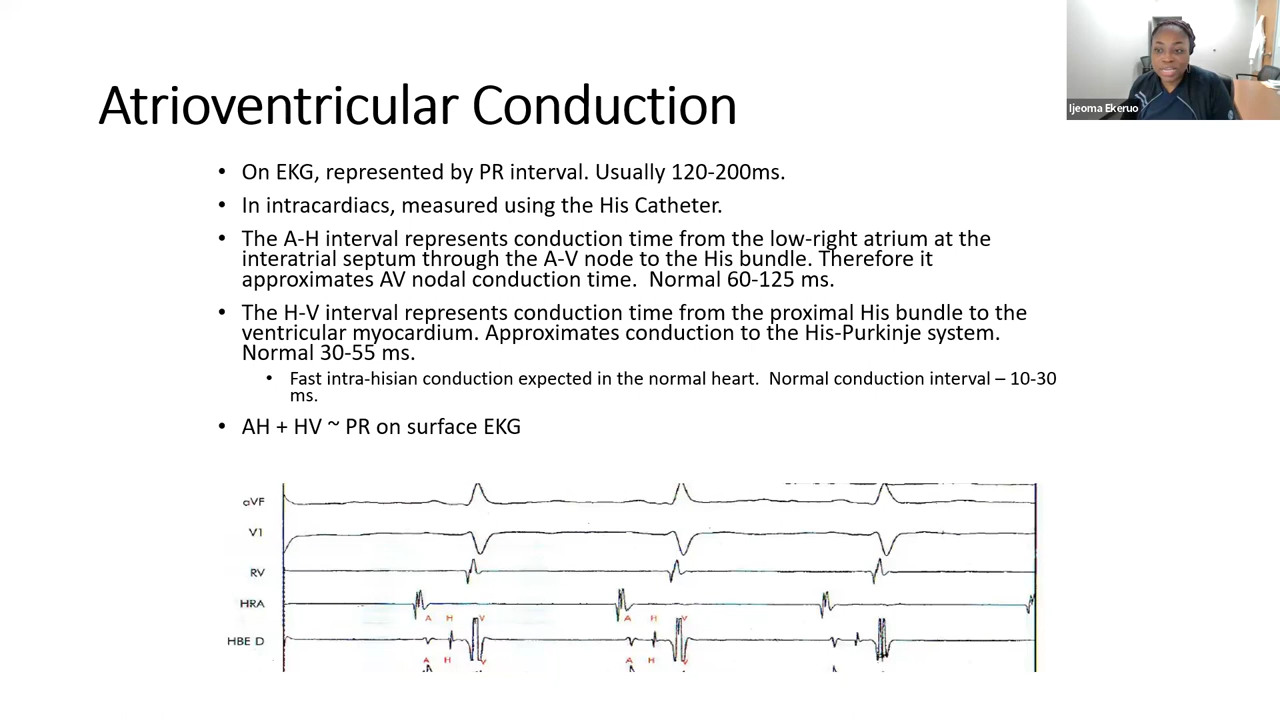 Ijeoma Ekeruo
Atrioventricular Conduction
• On EKG, represented by PR interval. Usually 120-200ms.
• In intracardiacs, measured using the His Catheter.
• The A-H interval represents conduction time from the low-right atrium at the
interatrial septum through the A-V node to the His bundle. Therefore it
approximates AV nodal conduction time.  Normal 60-125 ms.
• The H-V interval represents conduction time from the proximal His bundle to the
ventricular myocardium. Approximates conduction to the His-Purkinje system.
Normal 30-55 ms.
• Fast intra-hisian conduction expected in the normal heart.  Normal conduction interval – 10-30
ms.
• AH + HV ~ PR on surface EKG
aVF
V1
RV
HRA
A H V A H V
HBE D
A H V A H V